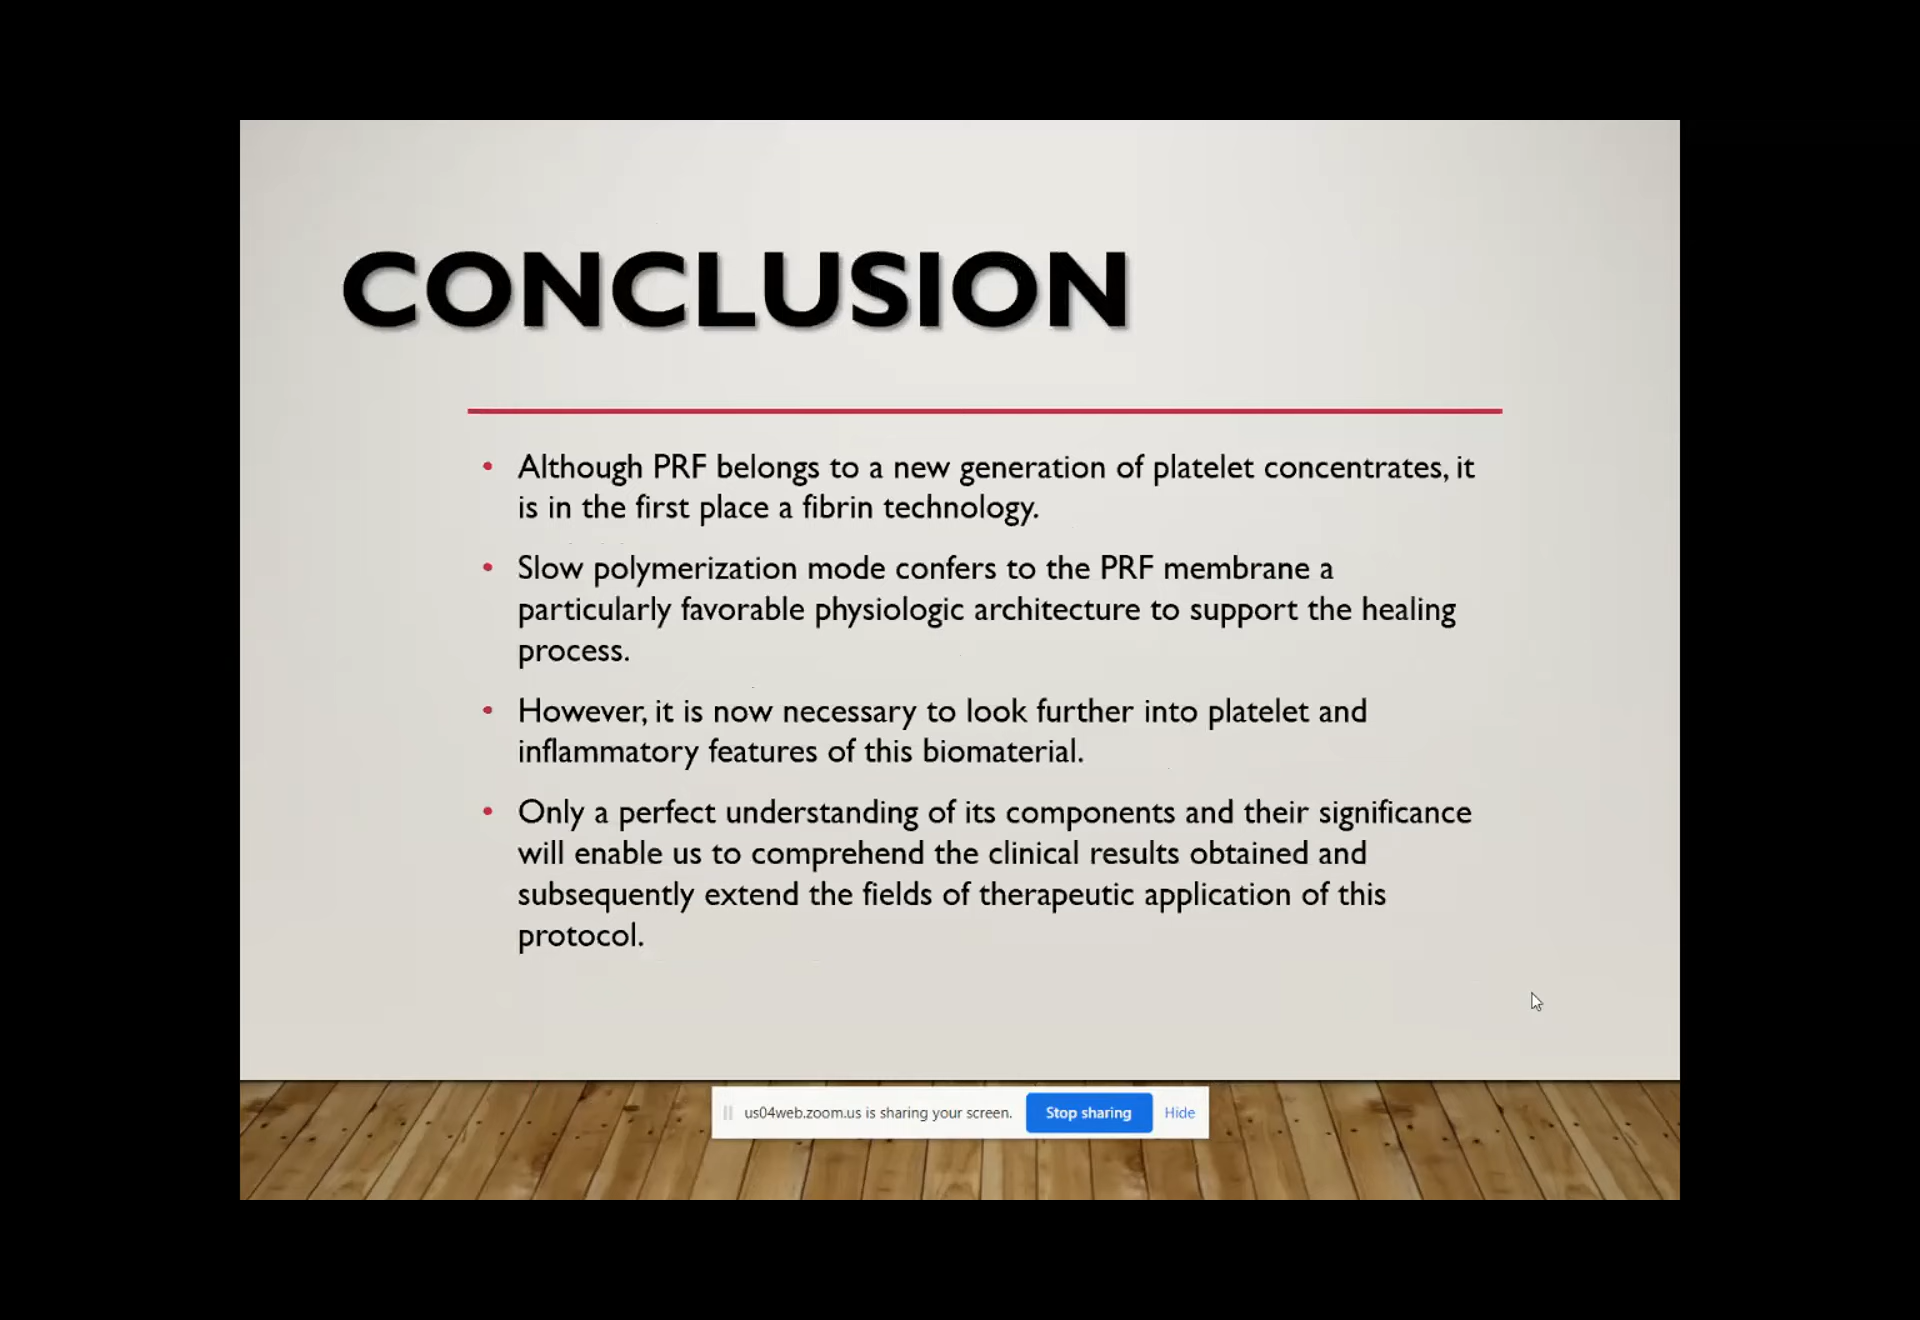 CONCLUSION
• Although PRF belongs to a new generation of platelet concentrates, it
is in the first place a fibrin technology.
• Slow polymerization mode confers to the PRF membrane a
particularly favorable physiologic architecture to support the healing
process.
• However, it is now necessary to look further into platelet and
inflammatory features of this biomaterial.
• Only a perfect understanding of its components and their significance
will enable us to comprehend the clinical results obtained and
subsequently extend the fields of therapeutic application of this
protocol.
us04web.zoom.us is sharing your screen. Stop sharing Hide